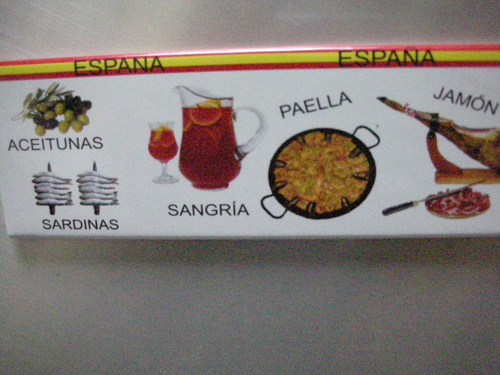 ESPAÑA
ESPAÑA
ACEITUNAS
SARDINAS
SANGRÍA
PAELLA
JAMÓN